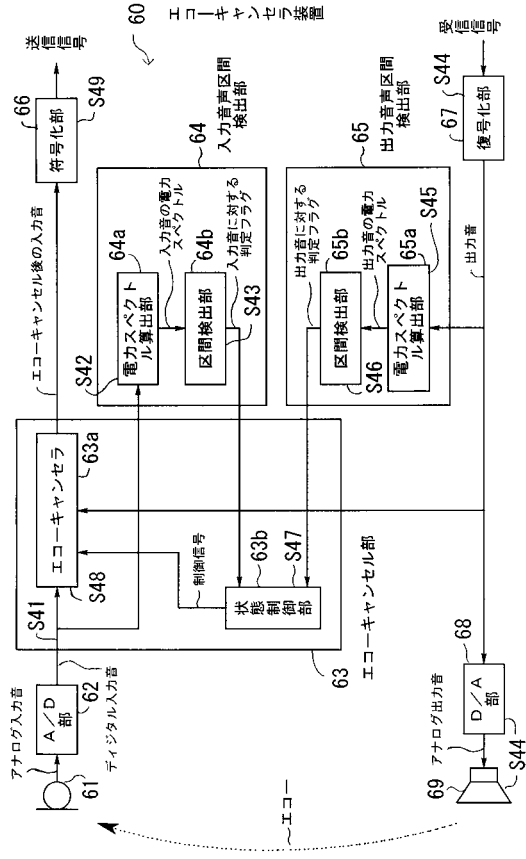 60 エコーキャンセラ装置
送信信号
66
符号化部
S49
エコーキャンセル後の入力音
64
入力音声区間
検出部
64a
電力スペクト
ル算出部
S42
入力音の電力
スペクトル
64b
区間検出部
S43
入力音に対する
判定フラグ
65
出力音声区間
検出部
65b
区間検出部
S46
出力音に対する
判定フラグ
出力音の電力
スペクトル
65a
電力スペクト
ル算出部
S45
受信信号
S44
67
復号化部
出力音
63a
エコーキャンセラ
S48
S41
制御信号
63b
状態制御部
S47
63
エコーキャンセル部
アナログ入力音
61
62
A/D部
ディジタル入力音
68
D/A部
S44
アナログ出力音
69
S44
エコー